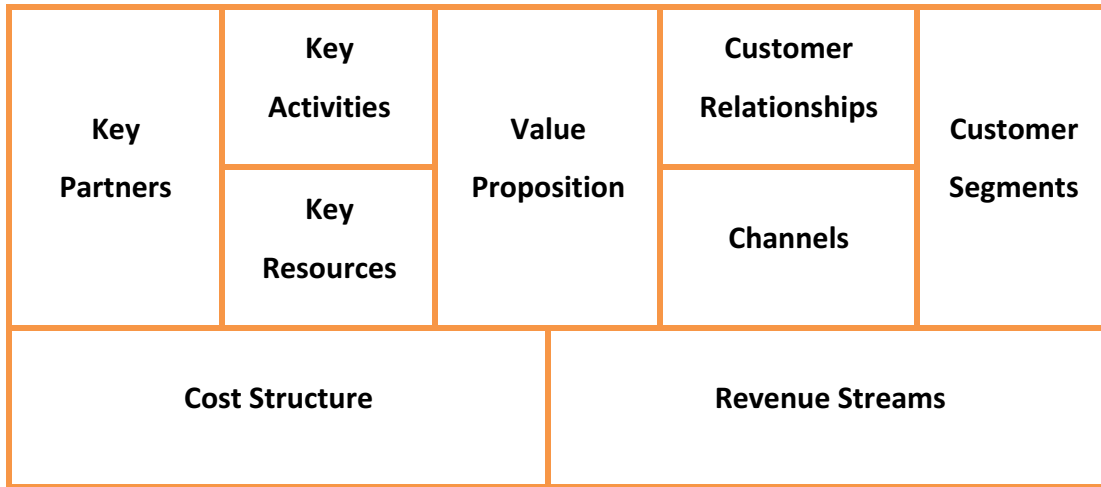 Key
Partners
Key
Activities
Key
Resources
Value
Proposition
Customer
Relationships
Channels
Customer
Segments
Cost Structure
Revenue Streams